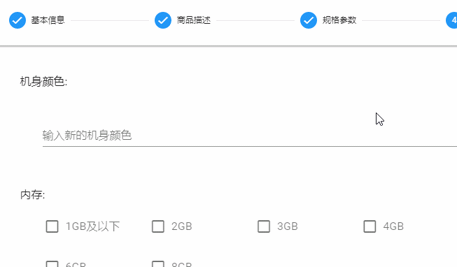 基本信息 商品描述 规格参数 4
机身颜色:
输入新的机身颜色
内存:
1GB及以下 2GB 3GB 4GB
6GB 8GB